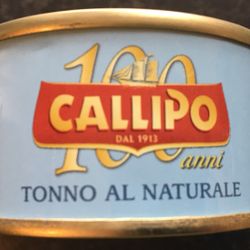 100
CALLIPO
DAL 1913
anni
TONNO AL NATURALE